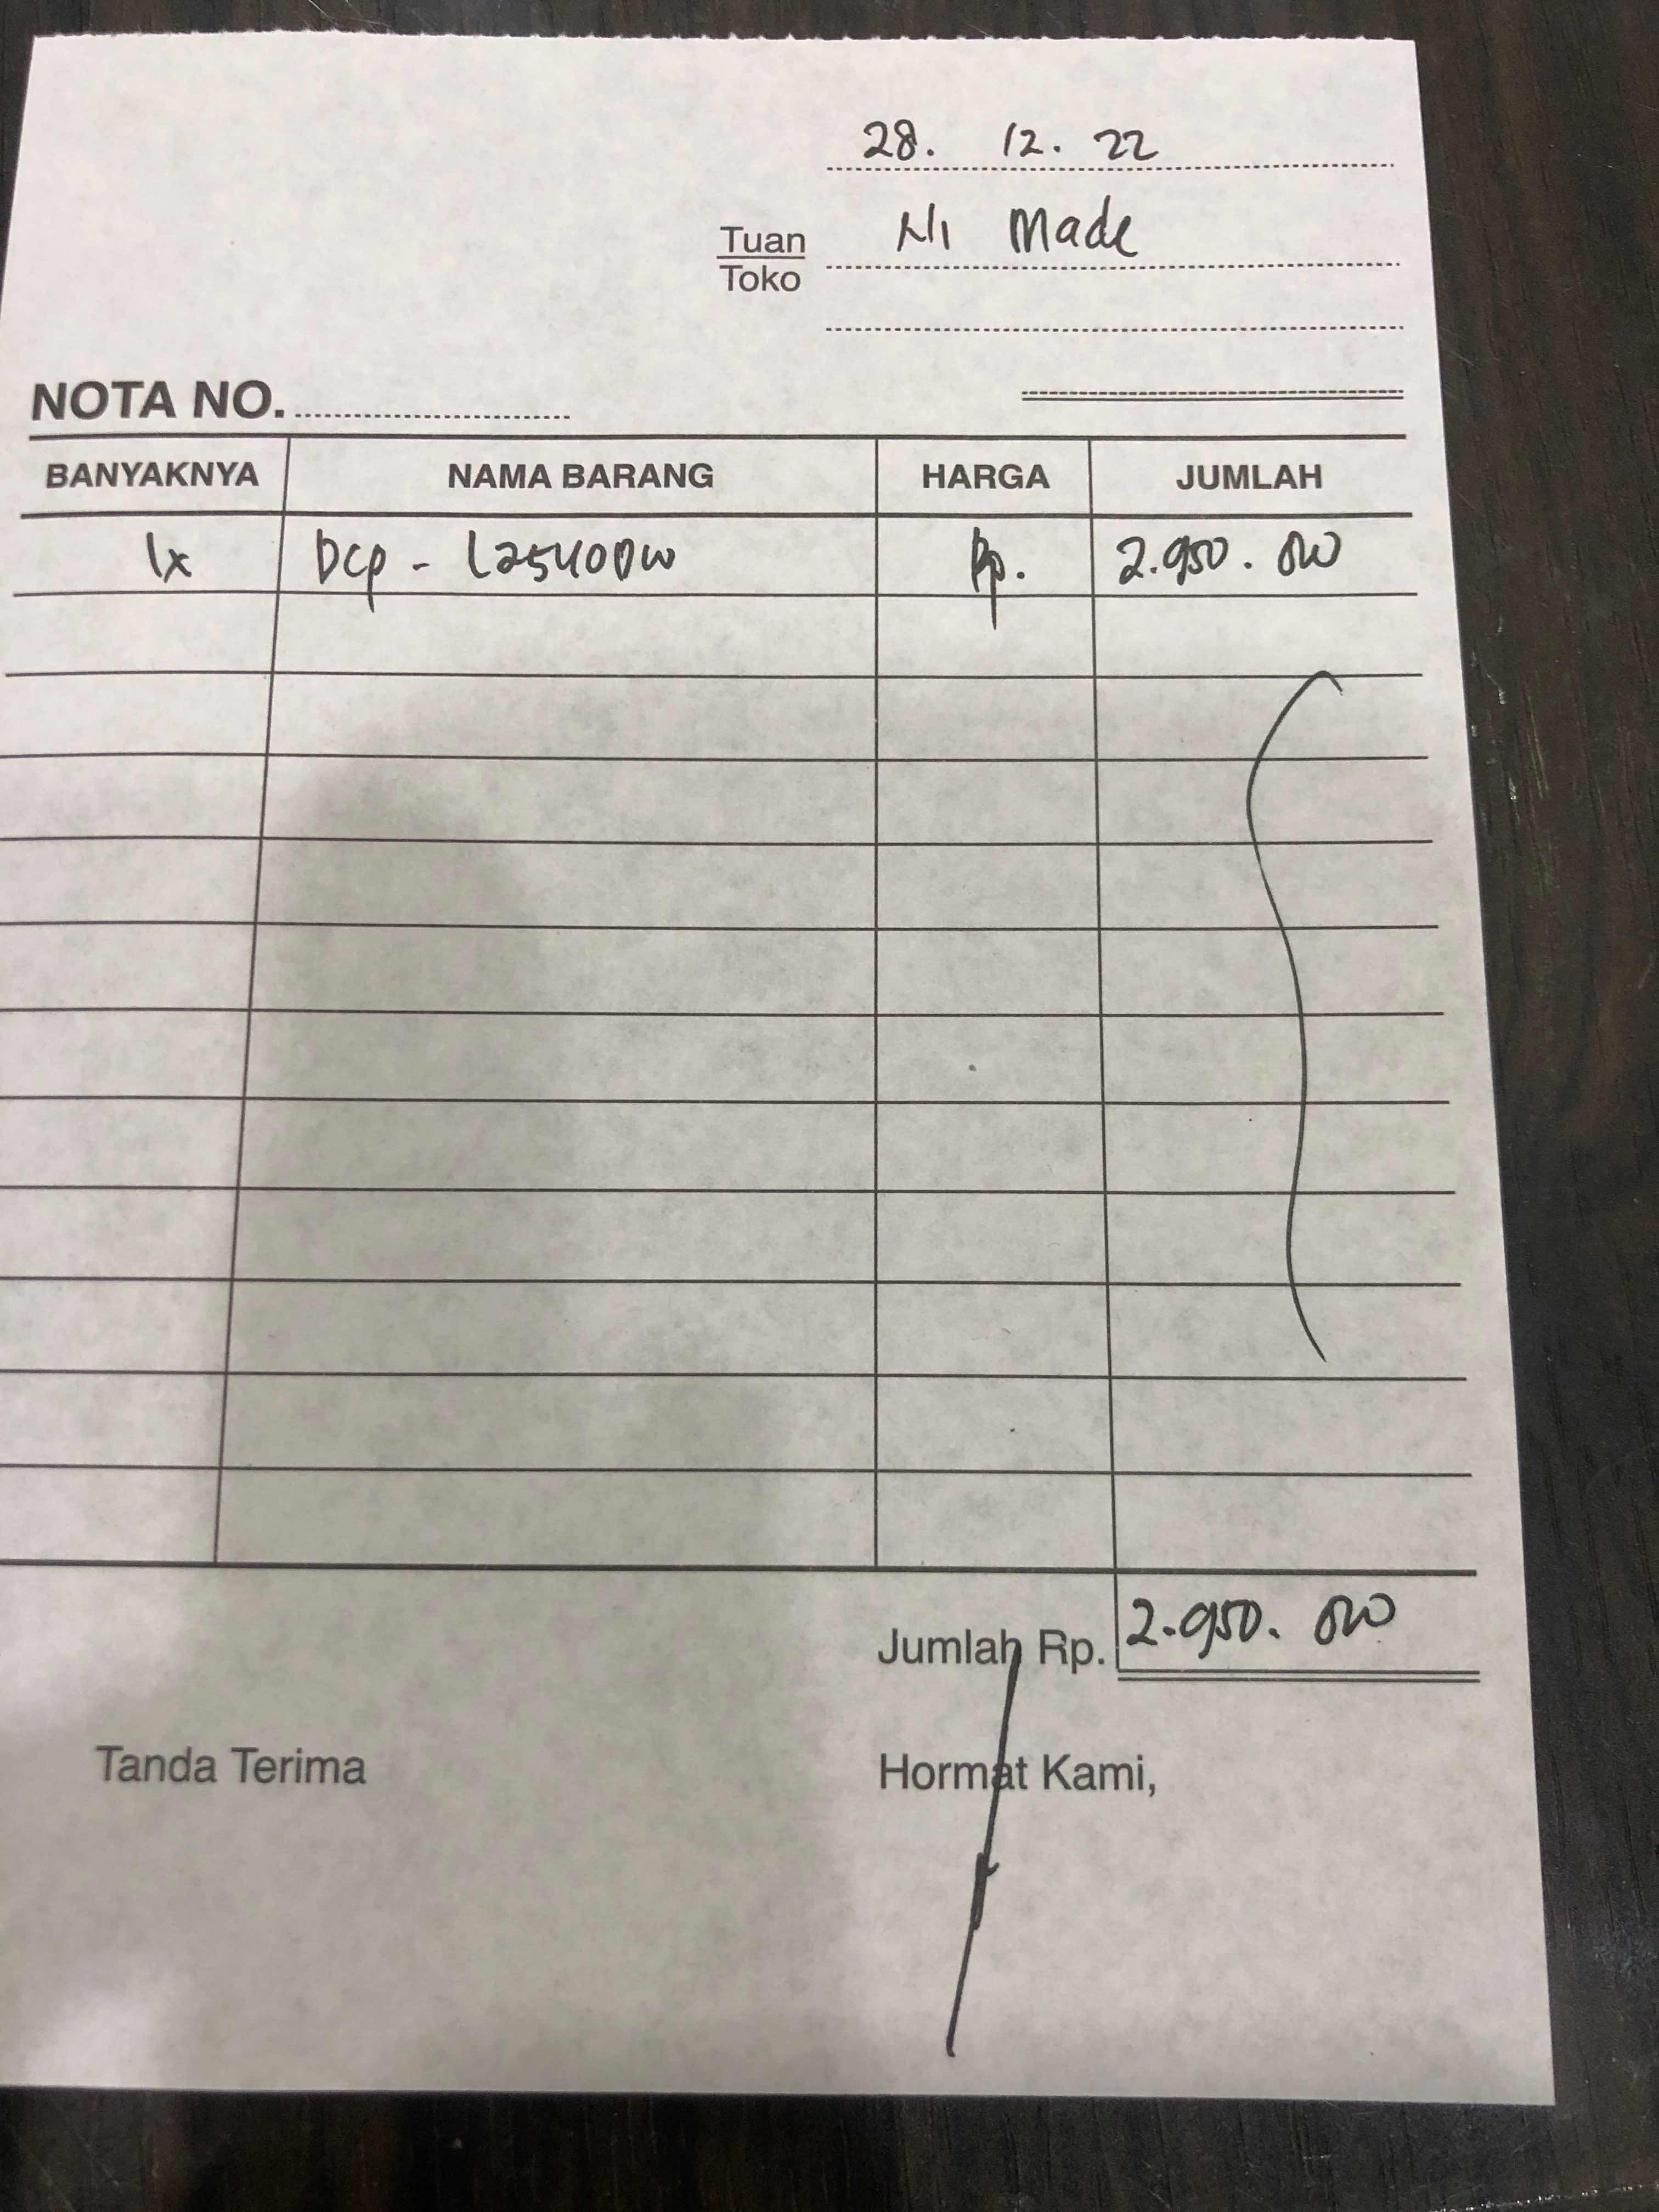 28. 12. 22
Tuan Ni Made
Toko
NOTA NO.
BANYAKNYA NAMA BARANG HARGA JUMLAH
1x DCP - L2540DW Rp. 2.950.000
Jumlah Rp. 2.950.000
Tanda Terima Hormat Kami,